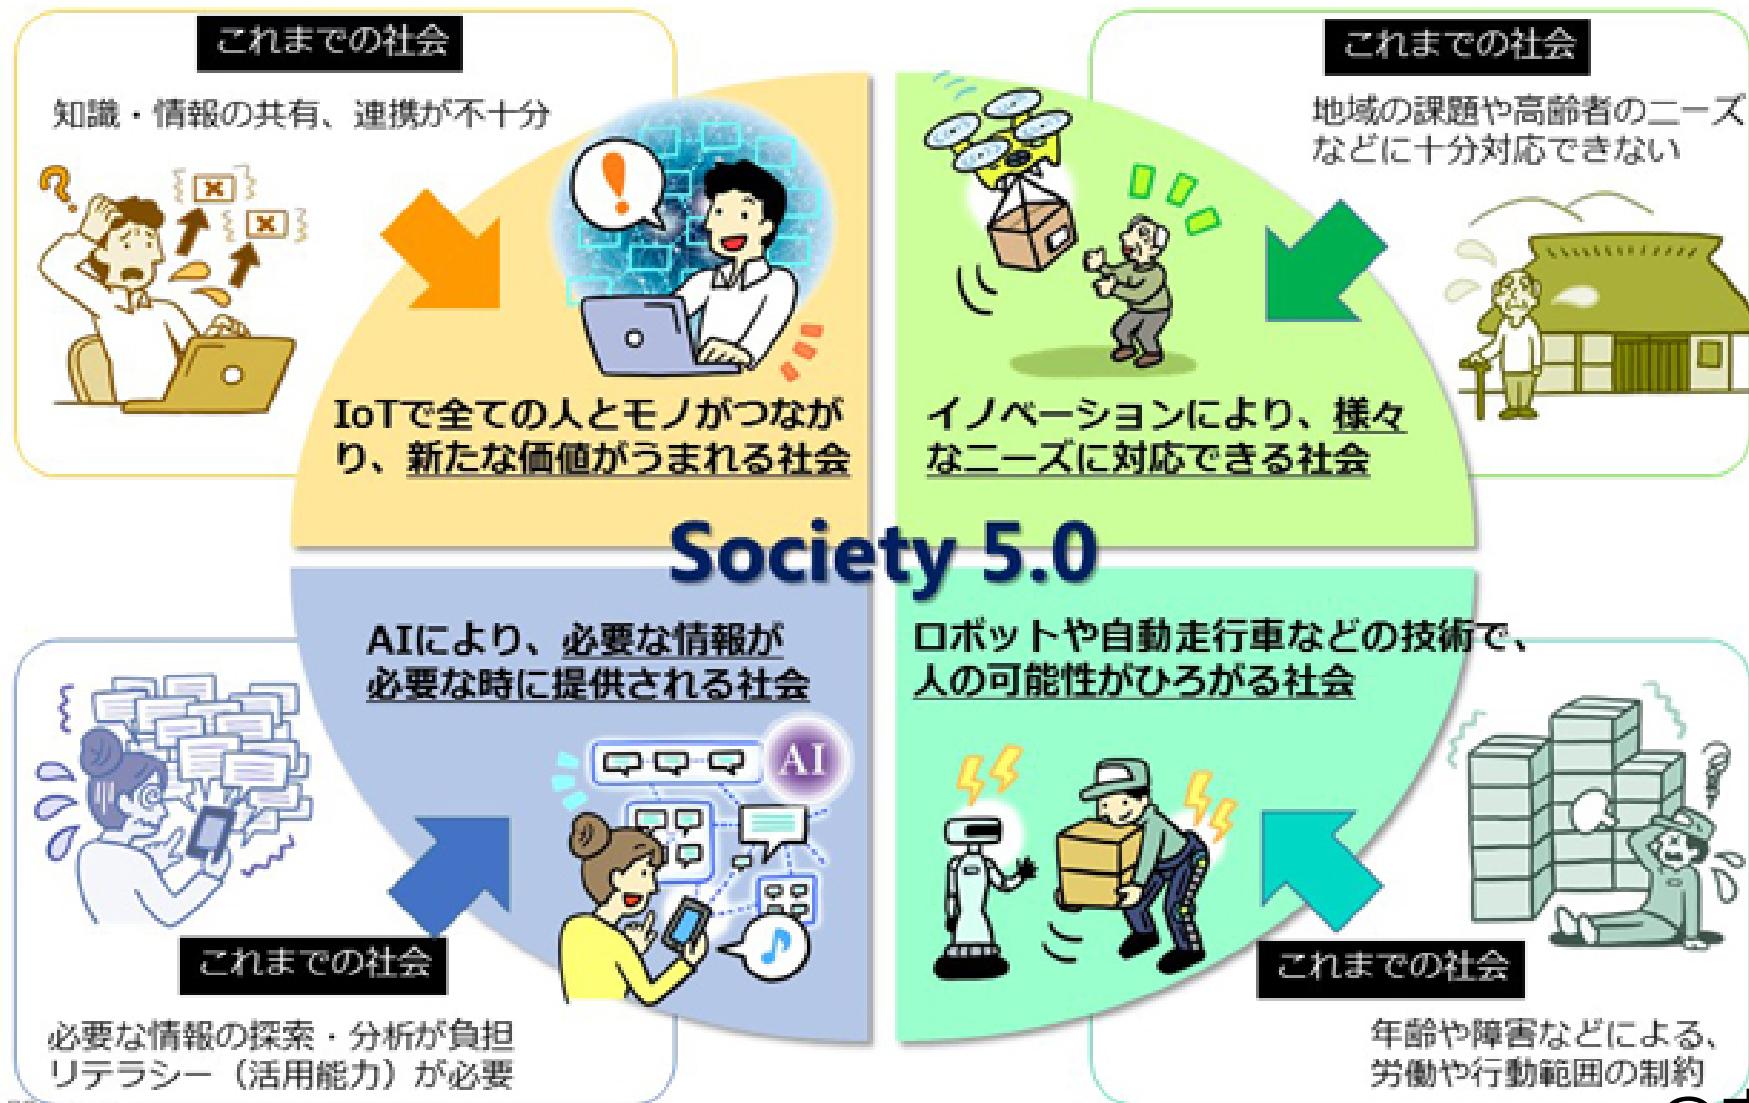 これまでの社会
知識・情報の共有、連携が不十分
IoTで全ての人とモノがつなが
り、新たな価値がうまれる社会
これまでの社会
地域の課題や高齢者のニーズ
などに十分対応できない
イノベーションにより、様々
なニーズに対応できる社会
Society 5.0
AIにより、必要な情報が
必要な時に提供される社会
AI
これまでの社会
必要な情報の探索・分析が負担
リテラシー（活用能力）が必要
ロボットや自動走行車などの技術で、
人の可能性がひろがる社会
これまでの社会
年齢や障害などによる、
労働や行動範囲の制約